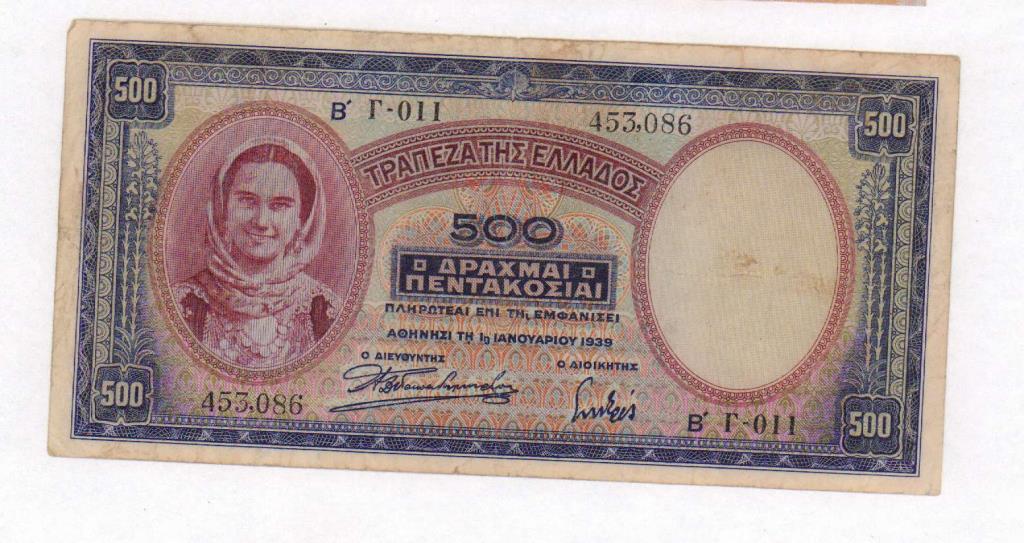 500
Β΄ Γ-011
453,086
500
ΤΡΑΠΕΖΑ ΤΗΣ ΕΛΛΑΔΟΣ
500
ΔΡΑΧΜΑΙ
ΠΕΝΤΑΚΟΣΙΑΙ
ΠΛΗΡΩΤΕΑΙ ΕΠΙ ΤΗι ΕΜΦΑΝΙΣΕΙ
ΑΘΗΝΗΣΙ ΤΗ 1η ΙΑΝΟΥΑΡΙΟΥ 1939
Ο ΔΙΕΥΘΥΝΤΗΣ
Ο ΔΙΟΙΚΗΤΗΣ
500
453,086
Β΄ Γ-011
500